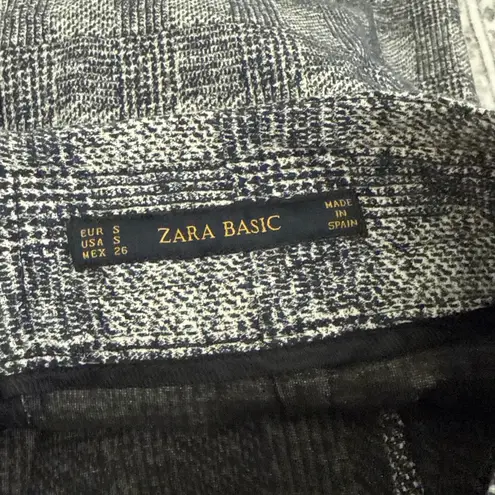 EUR S
USA S
MEX 26
ZARA BASIC
MADE
IN
SPAIN